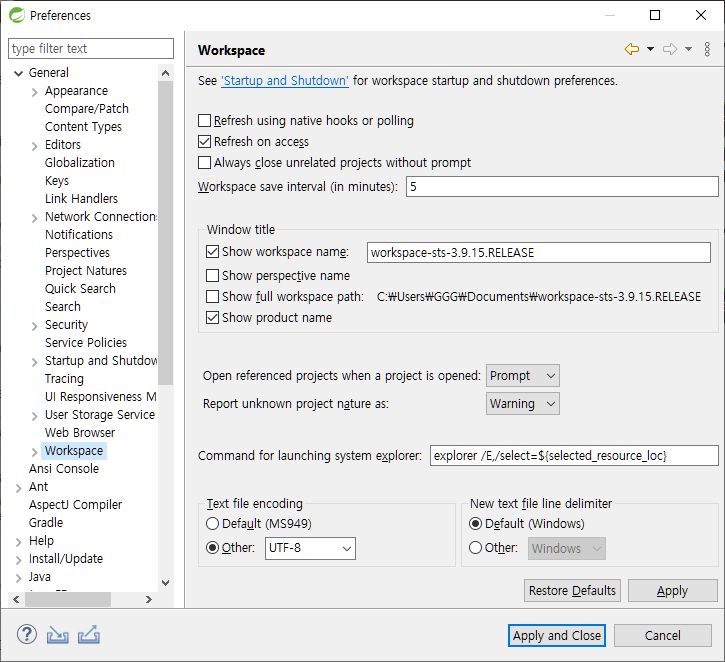 Preferences
type filter text
General
Appearance
Compare/Patch
Content Types
Editors
Globalization
Keys
Link Handlers
Network Connection
Notifications
Perspectives
Project Natures
Quick Search
Search
Security
Service Policies
Startup and Shutdow
Tracing
UI Responsiveness M
User Storage Service
Web Browser
Workspace
Ansi Console
Ant
AspectJ Compiler
Gradle
Help
Install/Update
Java
Workspace
See 'Startup and Shutdown' for workspace startup and shutdown preferences.
Refresh using native hooks or polling
Refresh on access
Always close unrelated projects without prompt
Workspace save interval (in minutes): 5
Window title
Show workspace name: workspace-sts-3.9.15.RELEASE
Show perspective name
Show full workspace path: C:₩Users₩GGG₩Documents₩workspace-sts-3.9.15.RELEASE
Show product name
Open referenced projects when a project is opened: Prompt
Report unknown project nature as: Warning
Command for launching system explorer: explorer /E,/select=${selected_resource_loc}
Text file encoding
Default (MS949)
Other: UTF-8
New text file line delimiter
Default (Windows)
Other: Windows
Restore Defaults Apply
Apply and Close Cancel